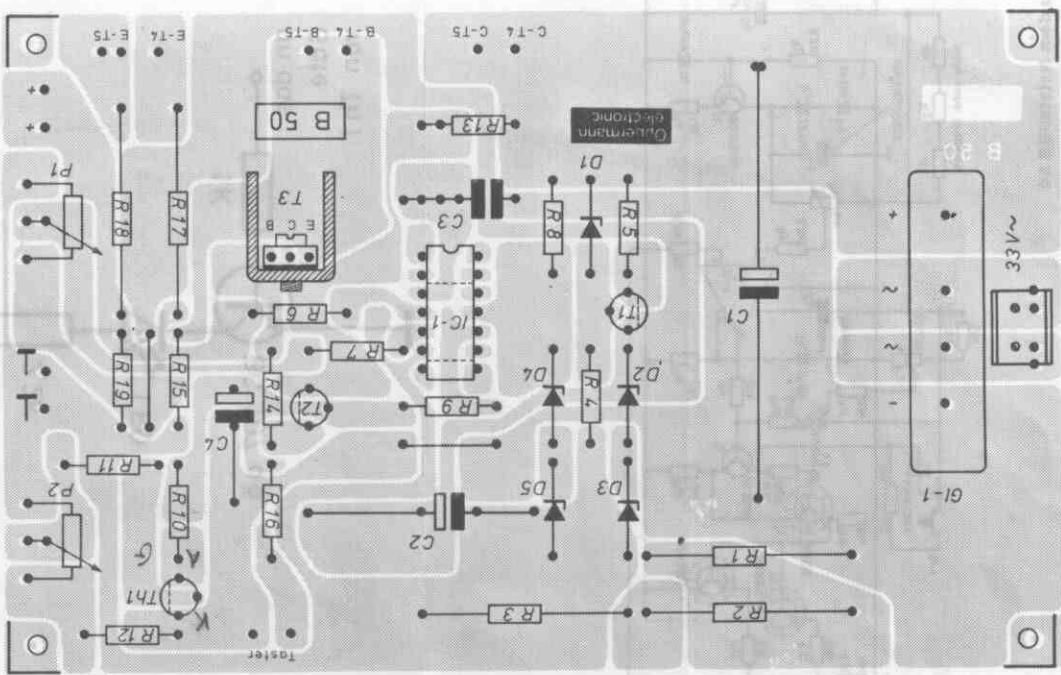 Taster
R12
R2
R3
K
Th1
R1
A
G
C2
D3
D5
R16
R10
P2
GI-1
R11
-
R9
R4
C4
R14
T2
R15
R19
D2
D4
~
R7
IC-1
C1
T1
R6
~
33V~
+
R5
R8
D1
C3
E C B
T3
R17
R18
P1
Oppermann
electronic
R13
B 50
+
+
C-T4
C-T5
B-T4
B-T5
E-T4
E-T5
B 50